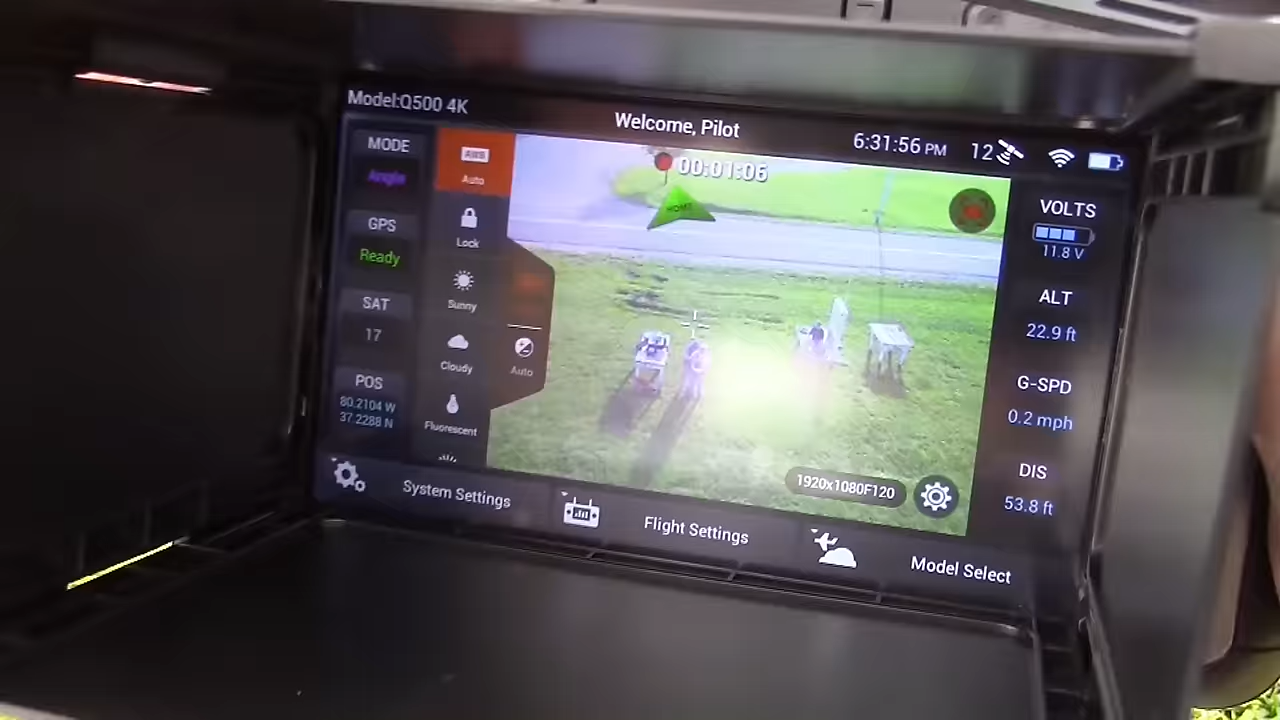 Model:Q500 4K
Welcome, Pilot
6:31:56 PM
12
MODE
Angle
GPS
Ready
SAT
17
POS
80.2104 W
37.2288 N
AWB
Auto
Lock
Sunny
Cloudy
Fluorescent
Auto
00:01:06
HOME
1920x1080F120
VOLTS
11.8 V
ALT
22.9 ft
G-SPD
0.2 mph
DIS
53.8 ft
System Settings
Flight Settings
Model Select